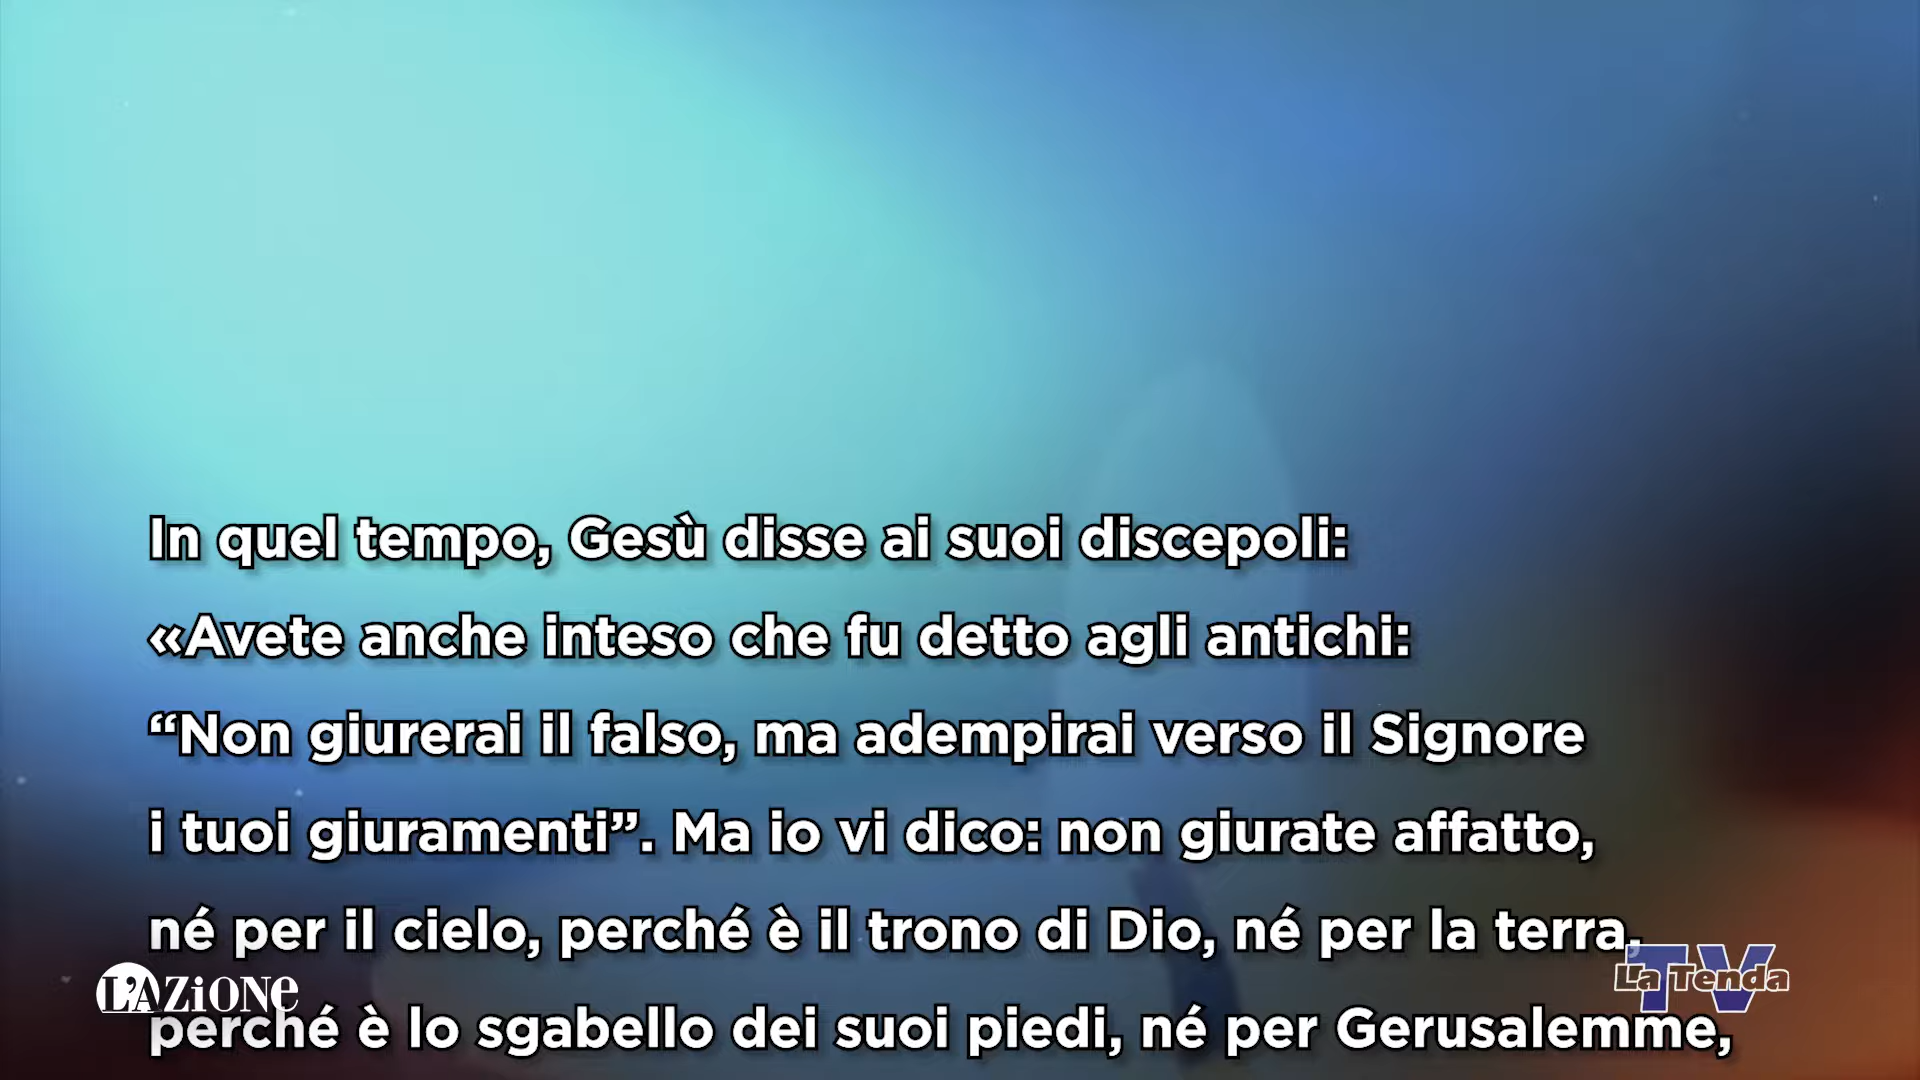 In quel tempo, Gesù disse ai suoi discepoli:
«Avete anche inteso che fu detto agli antichi:
“Non giurerai il falso, ma adempirai verso il Signore
i tuoi giuramenti”. Ma io vi dico: non giurate affatto,
né per il cielo, perché è il trono di Dio, né per la terra,
perché è lo sgabello dei suoi piedi, né per Gerusalemme,
L'AZiONe
TV
La Tenda